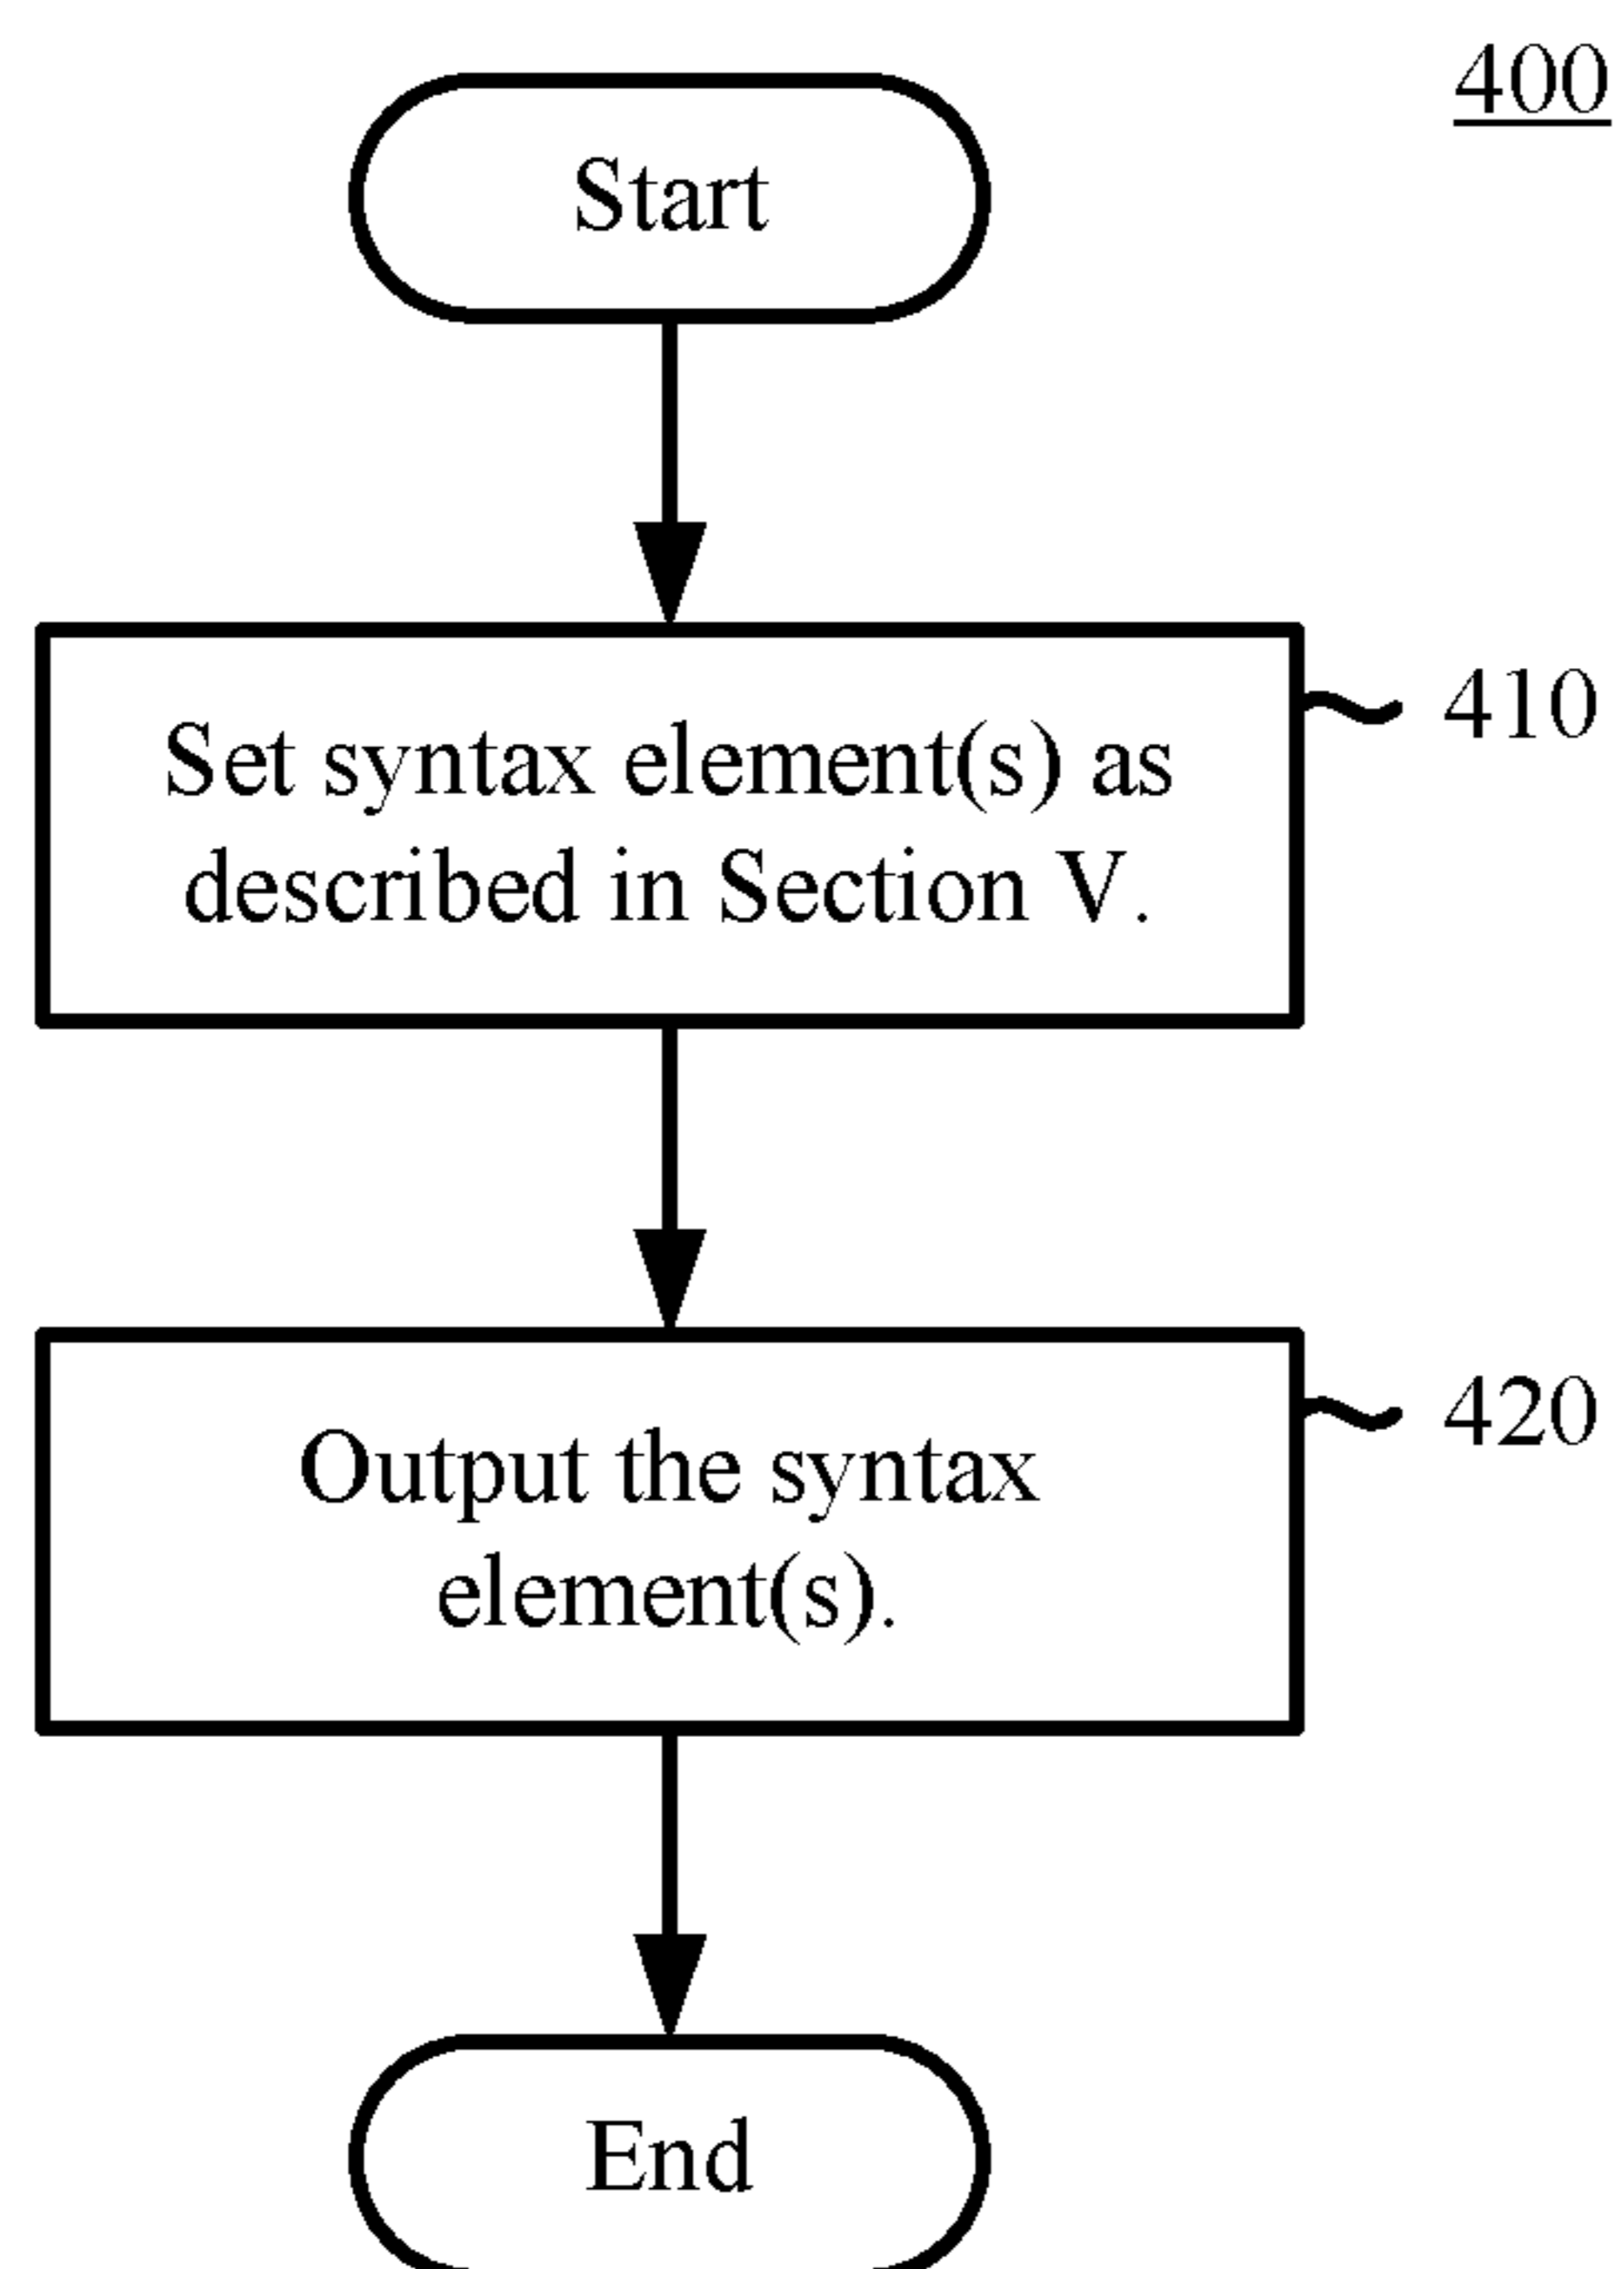 400
Start
410
Set syntax element(s) as
described in Section V.
420
Output the syntax
element(s).
End